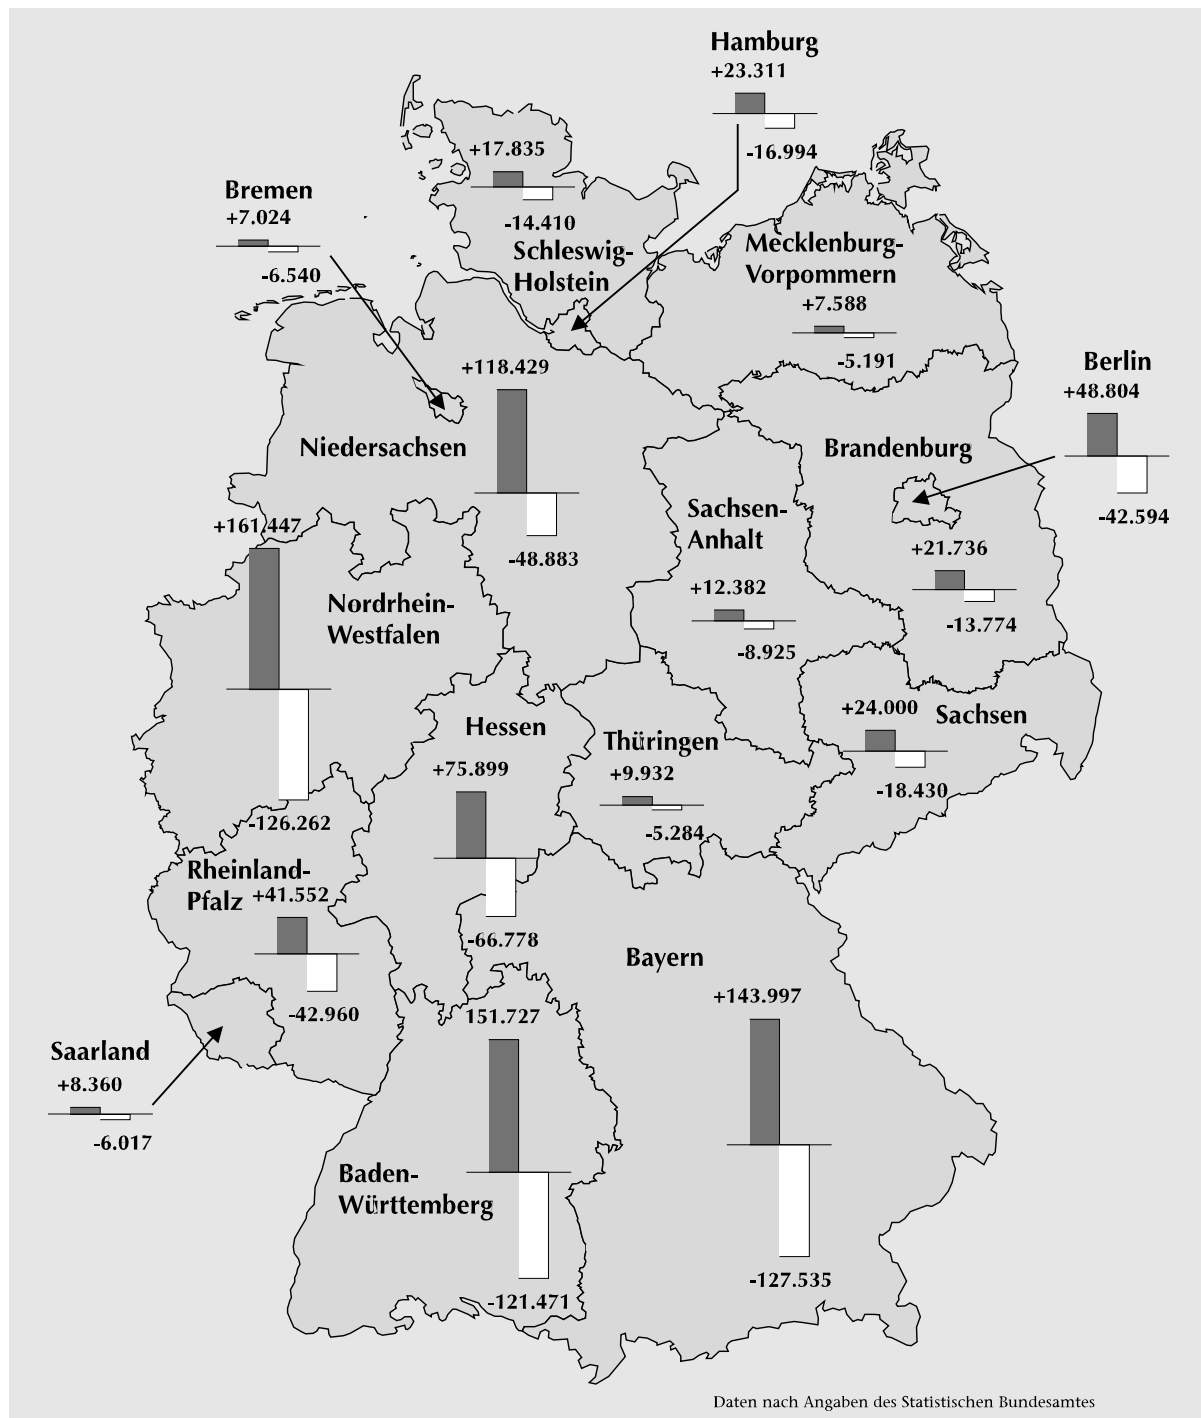 Hamburg
+23.311
-16.994
+17.835
-14.410
Schleswig-
Holstein
Bremen
+7.024
-6.540
Mecklenburg-
Vorpommern
+7.588
-5.191
Berlin
+48.804
-42.594
+118.429
Niedersachsen
-48.883
Brandenburg
+21.736
-13.774
Sachsen-
Anhalt
+12.382
-8.925
+161.447
Nordrhein-
Westfalen
-126.262
Hessen
+75.899
-66.778
Thüringen
+9.932
-5.284
+24.000
Sachsen
-18.430
Rheinland-
Pfalz
+41.552
-42.960
Bayern
+143.997
-127.535
Saarland
+8.360
-6.017
151.727
Baden-
Württemberg
-121.471
Daten nach Angaben des Statistischen Bundesamtes